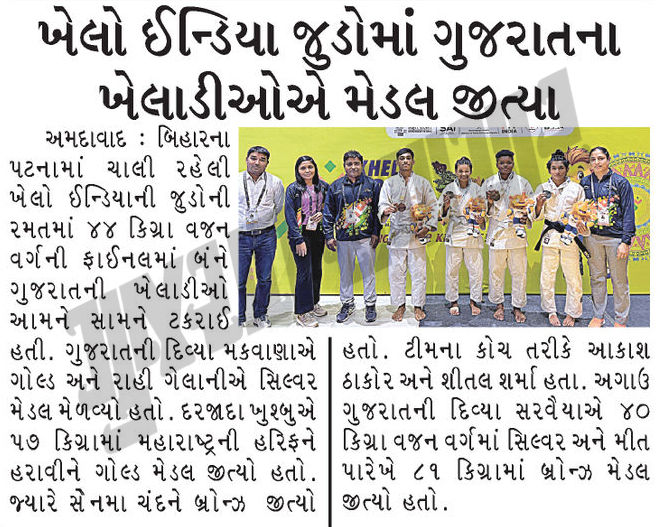 ખેલો ઈન્ડિયા જુડોમાં ગુજરાતના
ખેલાડીઓએ મેડલ જીત્યા
અમદાવાદ : બિહારના
પટનામાં ચાલી રહેલી
ખેલો ઈન્ડિયાની જુડોની
રમતમાં ૪૪ કિગ્રા વજન
વર્ગની ફાઈનલમાં બંને
ગુજરાતની ખેલાડીઓ
આમને સામને ટકરાઈ
હતી. ગુજરાતની દિવ્યા મકવાણાએ
ગોલ્ડ અને રાહી ગેલાનીએ સિલ્વર
મેડલ મેળવ્યો હતો. દરજાદા ખુશ્બુએ
૫૭ કિગ્રામાં મહારાષ્ટ્રની હરિફને
હરાવીને ગોલ્ડ મેડલ જીત્યો હતો.
જ્યારે સેનમા ચંદને બ્રોન્ઝ જીત્યો
હતો. ટીમના કોચ તરીકે આકાશ
ઠાકોર અને શીતલ શર્મા હતા. અગાઉ
ગુજરાતની દિવ્યા સરવૈયાએ ૪૦
કિગ્રા વજન વર્ગમાં સિલ્વર અને મીત
પારેખે ૮૧ કિગ્રામાં બ્રોન્ઝ મેડલ
જીત્યો હતો.
SAI
INDIA
KHEL